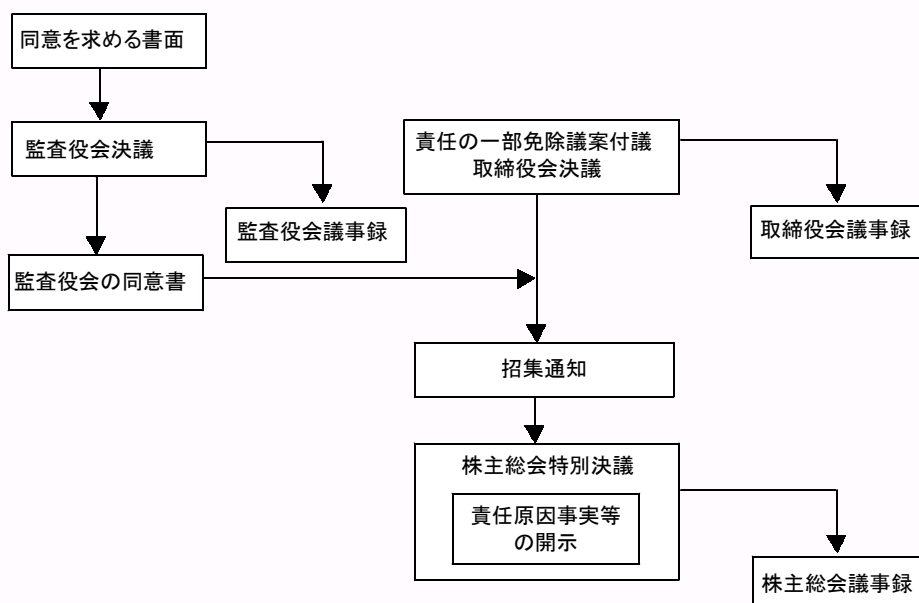 同意を求める書面
監査役会決議
責任の一部免除議案付議
取締役会決議
監査役会議事録
取締役会議事録
監査役会の同意書
招集通知
株主総会特別決議
責任原因事実等
の開示
株主総会議事録